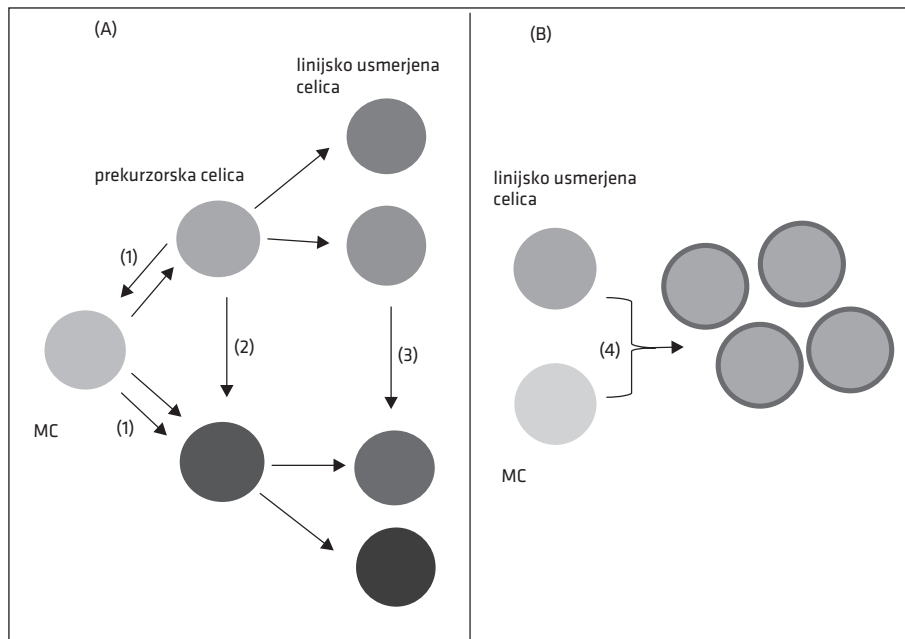 (A)
linijsko usmerjena
celica
prekurzorska celica
(1)
(2)
(3)
(1)
MC
(B)
linijsko usmerjena
celica
(4)
MC